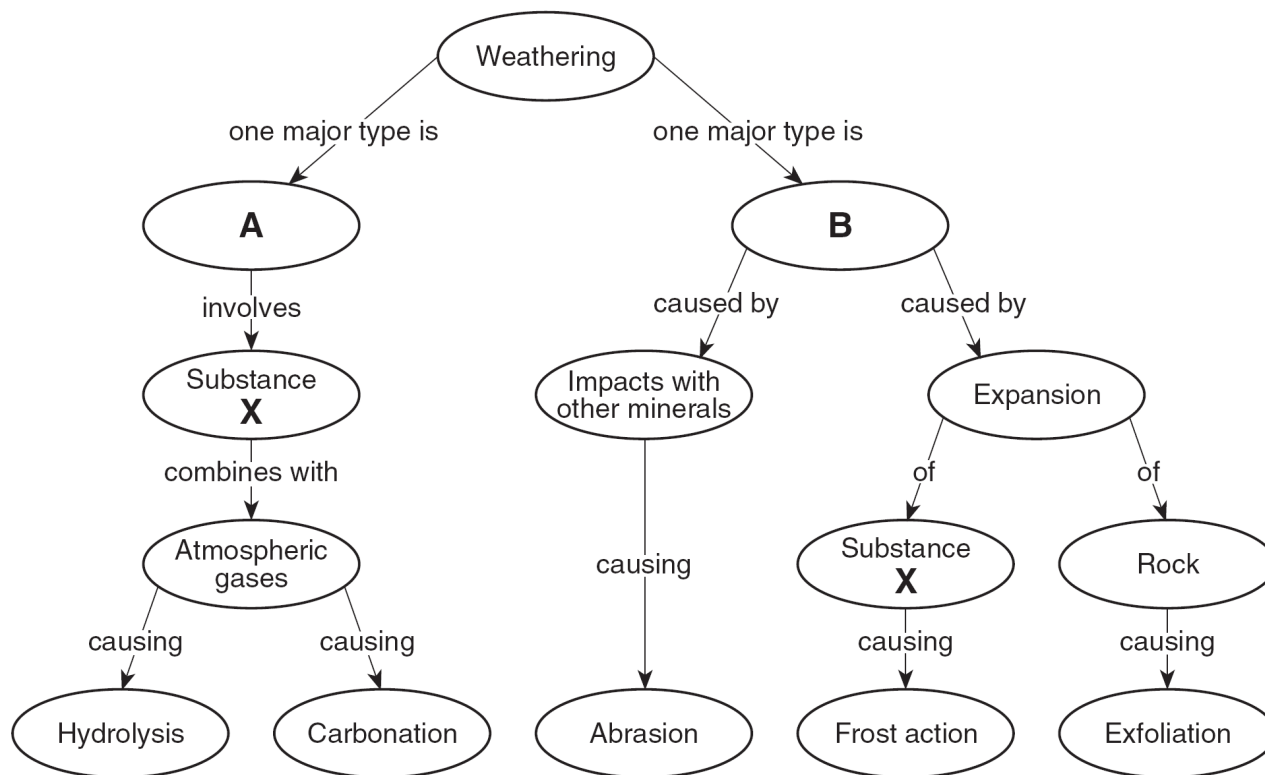 Weathering
one major type is
one major type is
A
B
involves
caused by
caused by
Substance
X
Impacts with
other minerals
Expansion
combines with
of
of
Atmospheric
gases
causing
Substance
X
Rock
causing
causing
causing
causing
Hydrolysis
Carbonation
Abrasion
Frost action
Exfoliation